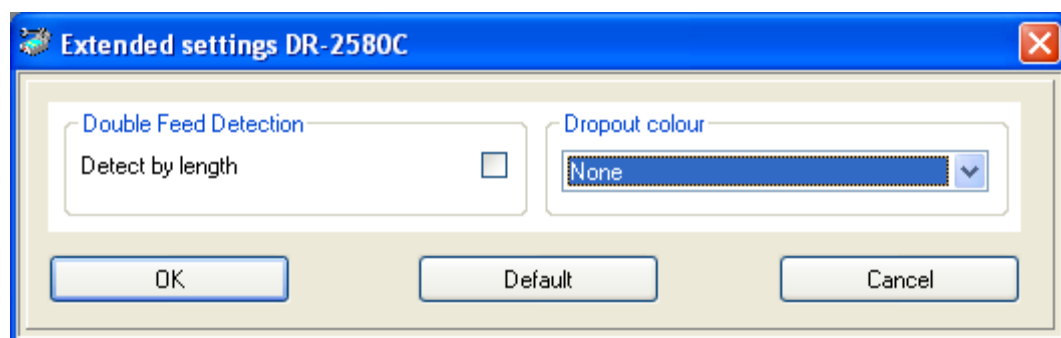 Extended settings DR-2580C
Double Feed Detection
Detect by length
Dropout colour
None
OK
Default
Cancel